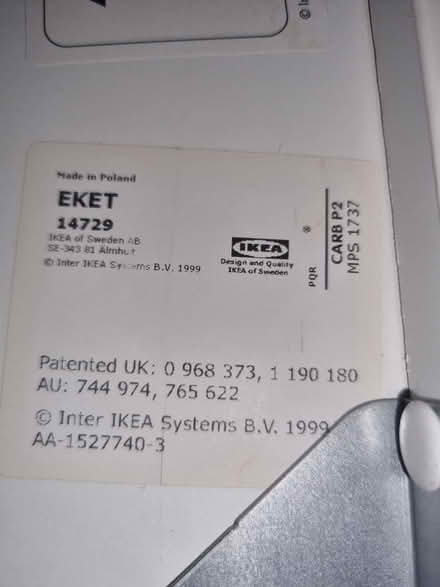 Made in Poland
EKET
14729
IKEA of Sweden AB
SE-343 81 Älmhult
© Inter IKEA Systems B.V. 1999
IKEA
®
Design and Quality
IKEA of Sweden
PQR
CARB P2
MPS 1737
Patented UK: 0 968 373, 1 190 180
AU: 744 974, 765 622
© Inter IKEA Systems B.V. 1999
AA-1527740-3